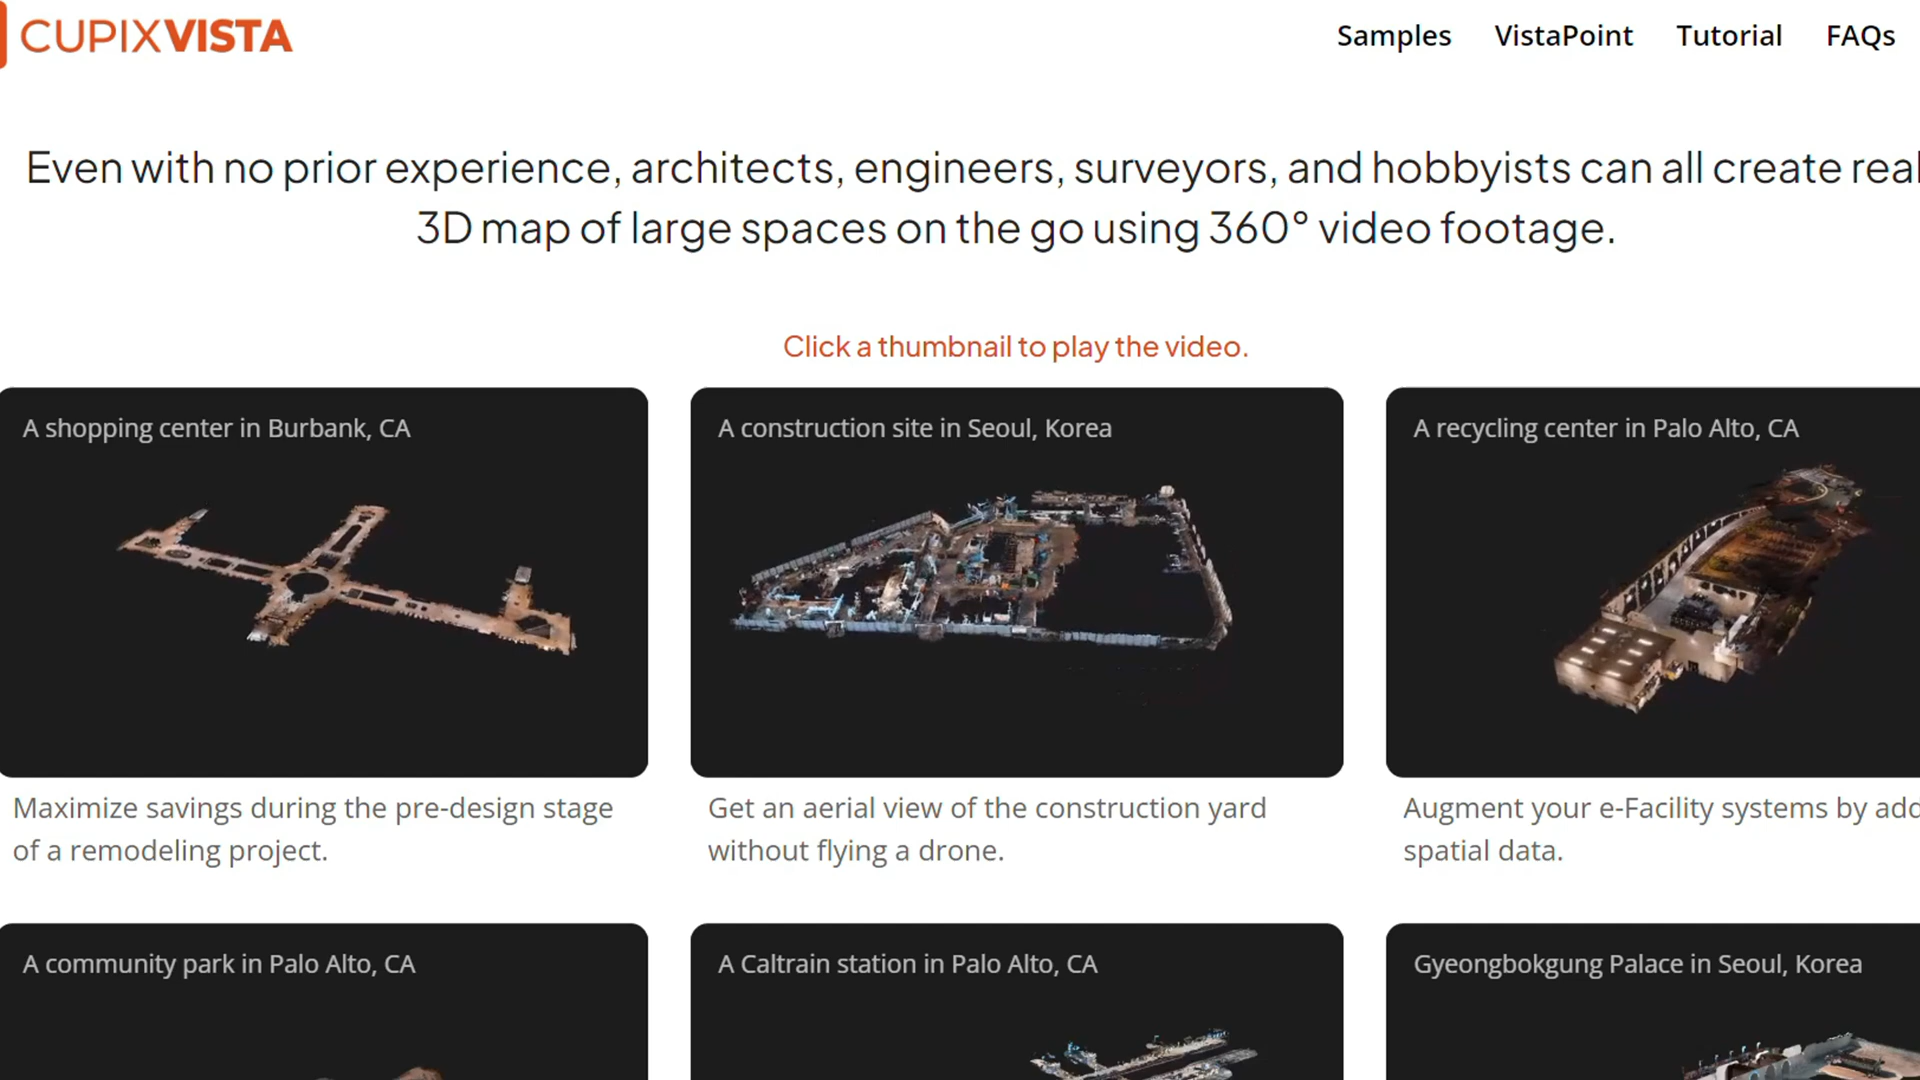 CUPIXVISTA
Samples VistaPoint Tutorial FAQs
Even with no prior experience, architects, engineers, surveyors, and hobbyists can all create real
3D map of large spaces on the go using 360° video footage.
Click a thumbnail to play the video.
A shopping center in Burbank, CA
A construction site in Seoul, Korea
A recycling center in Palo Alto, CA
Maximize savings during the pre-design stage
of a remodeling project.
Get an aerial view of the construction yard
without flying a drone.
Augment your e-Facility systems by add
spatial data.
A community park in Palo Alto, CA
A Caltrain station in Palo Alto, CA
Gyeongbokgung Palace in Seoul, Korea